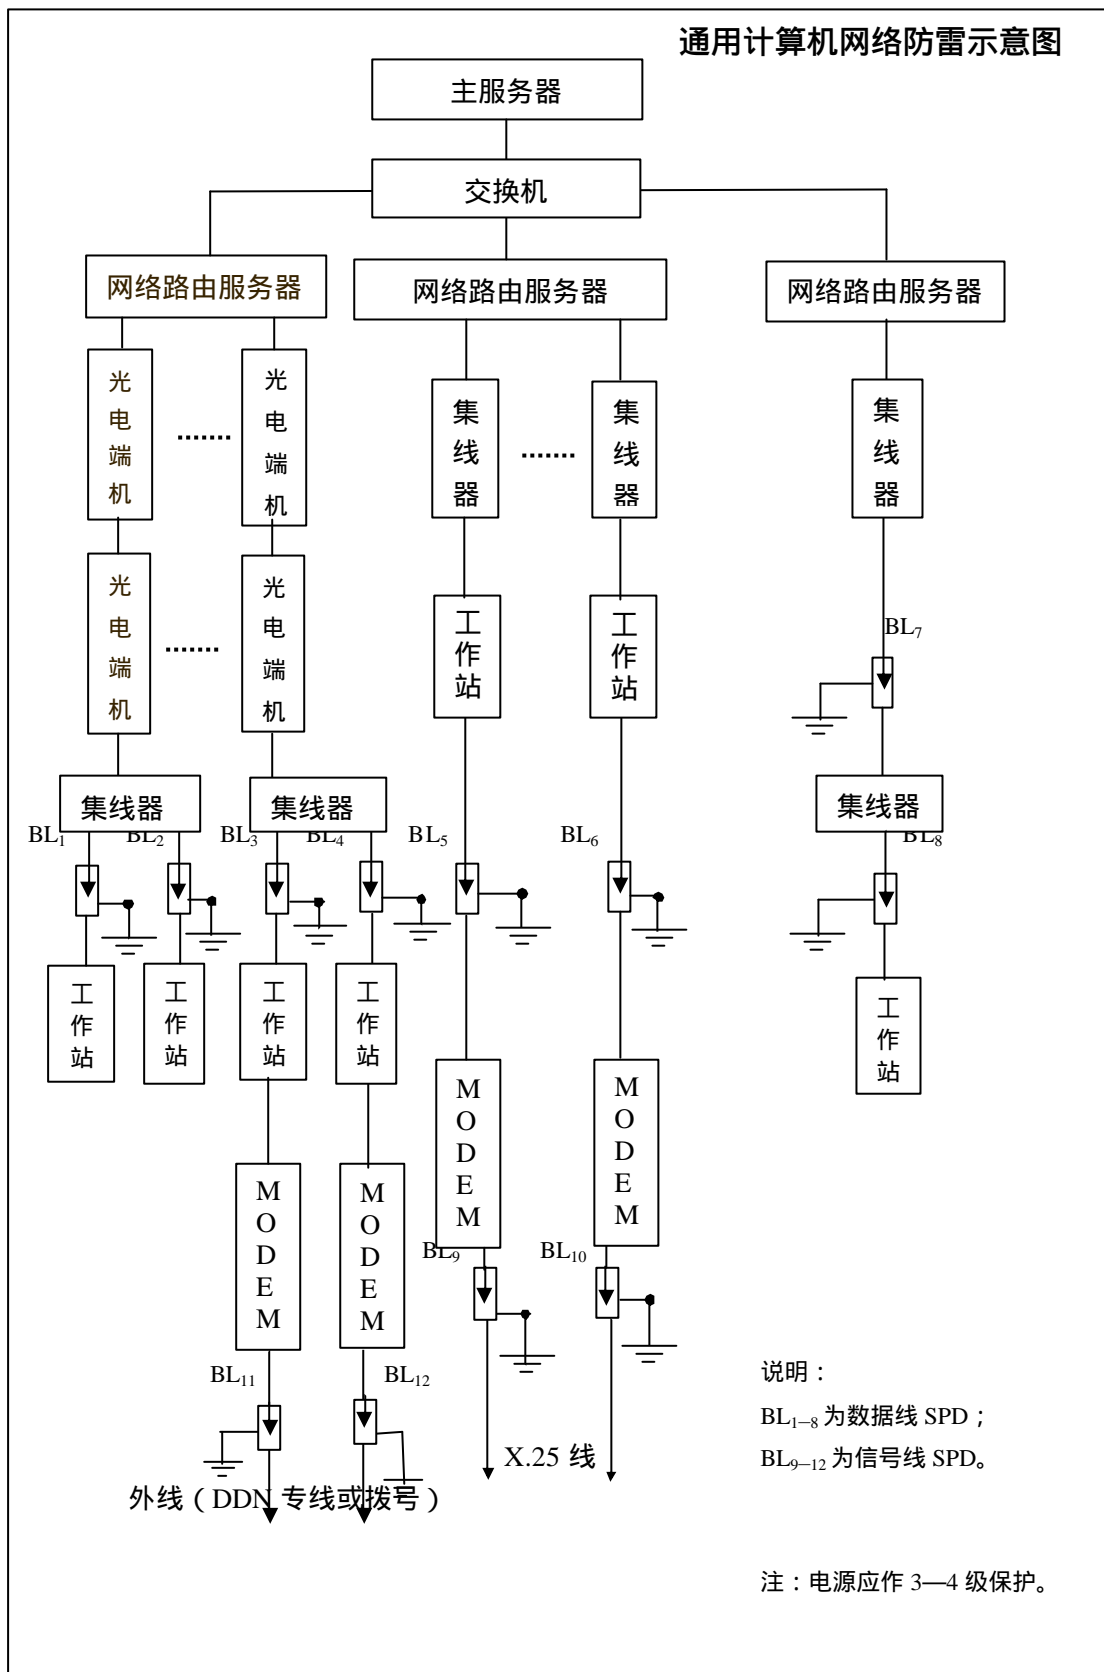 通用计算机网络防雷示意图
主服务器
交换机
网络路由服务器
网络路由服务器
网络路由服务器
光电端机
光电端机
集线器
集线器
集线器
.......
.......
光电端机
光电端机
.......
工作站
工作站
BL7
集线器
集线器
集线器
BL1
BL2
BL3
BL4
BL5
BL6
BL8
工作站
工作站
工作站
工作站
工作站
MODEM
MODEM
MODEM
MODEM
BL9
BL10
BL11
BL12
X.25 线
外线（DDN 专线或拨号）
说明：
BL1—8 为数据线 SPD；
BL9—12 为信号线 SPD。
注：电源应作 3—4 级保护。